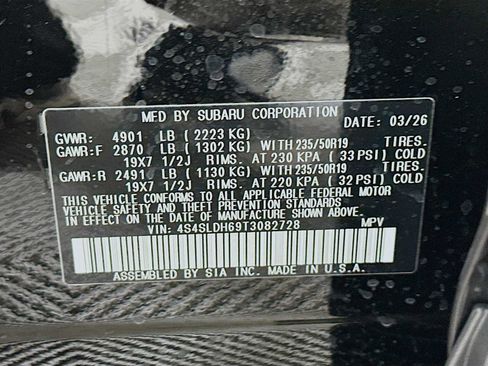 MFD BY SUBARU CORPORATION DATE: 03/26
GVWR: 4901 LB (2223 KG)
GAWR:F 2870 LB (1302 KG) WITH 235/50R19 TIRES.
19X7 1/2J RIMS. AT 230 KPA (33 PSI) COLD
GAWR:R 2491 LB (1130 KG) WITH 235/50R19 TIRES.
19X7 1/2J RIMS. AT 220 KPA (32 PSI) COLD
THIS VEHICLE CONFORMS TO ALL APPLICABLE FEDERAL MOTOR
VEHICLE SAFETY AND THEFT PREVENTION STANDARDS
IN EFFECT ON THE DATE OF MANUFACTURE SHOWN ABOVE.
VIN: 4S4SLDH69T3082728 MPV
ASSEMBLED BY SIA INC. MADE IN U.S.A.